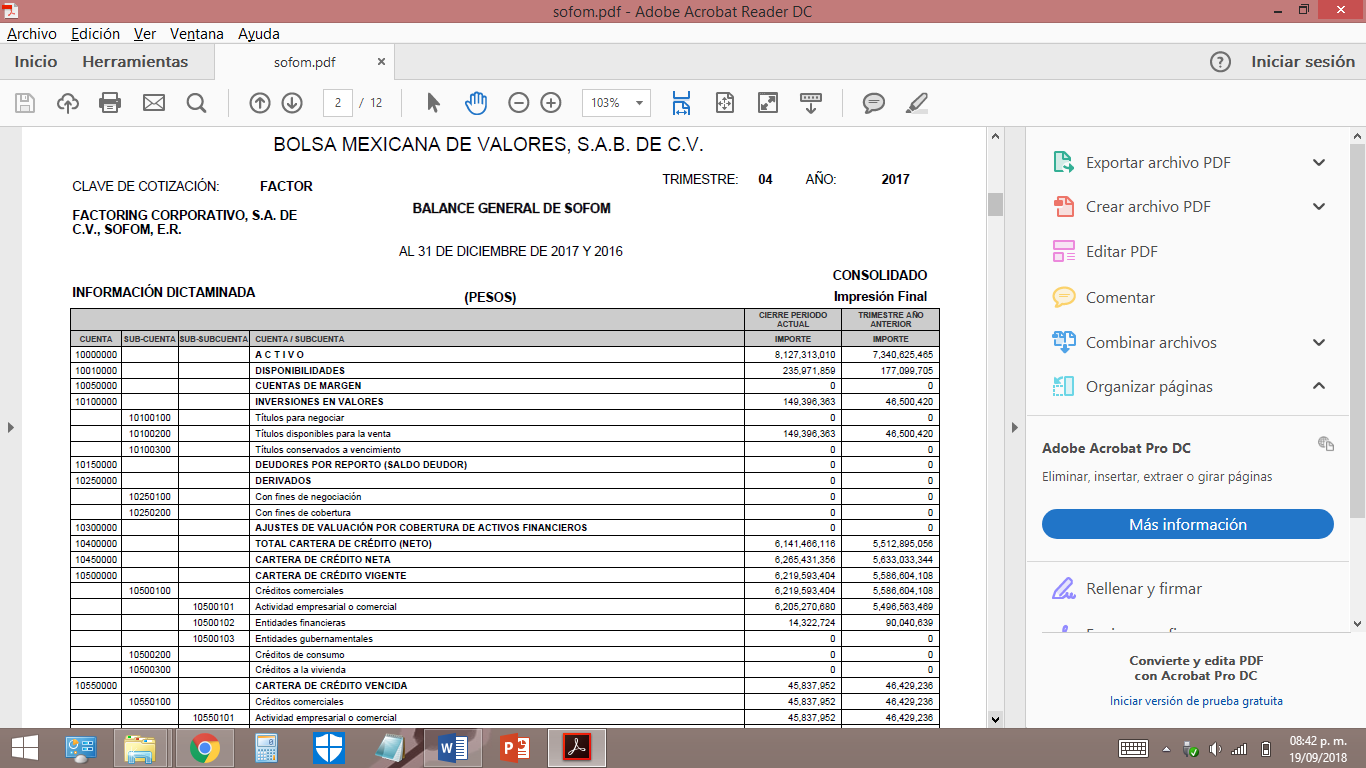 sofom.pdf - Adobe Acrobat Reader DC
Archivo Edición Ver Ventana Ayuda
Inicio Herramientas sofom.pdf × Iniciar sesión
2 / 12 103%
BOLSA MEXICANA DE VALORES, S.A.B. DE C.V.
CLAVE DE COTIZACIÓN: FACTOR TRIMESTRE: 04 AÑO: 2017
FACTORING CORPORATIVO, S.A. DE
C.V., SOFOM, E.R.
BALANCE GENERAL DE SOFOM
AL 31 DE DICIEMBRE DE 2017 Y 2016
CONSOLIDADO
INFORMACIÓN DICTAMINADA (PESOS) Impresión Final
CIERRE PERIODO ACTUAL TRIMESTRE AÑO ANTERIOR
CUENTA SUB-CUENTA SUB-SUBCUENTA CUENTA / SUBCUENTA IMPORTE IMPORTE
10000000 A C T I V O 8,127,313,010 7,340,625,465
10010000 DISPONIBILIDADES 235,971,859 177,099,705
10050000 CUENTAS DE MARGEN 0 0
10100000 INVERSIONES EN VALORES 149,396,363 46,500,420
10100100 Títulos para negociar 0 0
10100200 Títulos disponibles para la venta 149,396,363 46,500,420
10100300 Títulos conservados a vencimiento 0 0
10150000 DEUDORES POR REPORTO (SALDO DEUDOR) 0 0
10250000 DERIVADOS 0 0
10250100 Con fines de negociación 0 0
10250200 Con fines de cobertura 0 0
10300000 AJUSTES DE VALUACIÓN POR COBERTURA DE ACTIVOS FINANCIEROS 0 0
10400000 TOTAL CARTERA DE CRÉDITO (NETO) 6,141,466,116 5,512,895,056
10450000 CARTERA DE CRÉDITO NETA 6,265,431,356 5,633,033,344
10500000 CARTERA DE CRÉDITO VIGENTE 6,219,593,404 5,586,604,108
10500100 Créditos comerciales 6,219,593,404 5,586,604,108
10500101 Actividad empresarial o comercial 6,205,270,680 5,496,563,469
10500102 Entidades financieras 14,322,724 90,040,639
10500103 Entidades gubernamentales 0 0
10500200 Créditos de consumo 0 0
10500300 Créditos a la vivienda 0 0
10550000 CARTERA DE CRÉDITO VENCIDA 45,837,952 46,429,236
10550100 Créditos comerciales 45,837,952 46,429,236
10550101 Actividad empresarial o comercial 45,837,952 46,429,236
Exportar archivo PDF
Crear archivo PDF
Editar PDF
Comentar
Combinar archivos
Organizar páginas
Adobe Acrobat Pro DC
Eliminar, insertar, extraer o girar páginas
Más información
Rellenar y firmar
Convierte y edita PDF
con Acrobat Pro DC
Iniciar versión de prueba gratuita
08:42 p. m.
19/09/2018